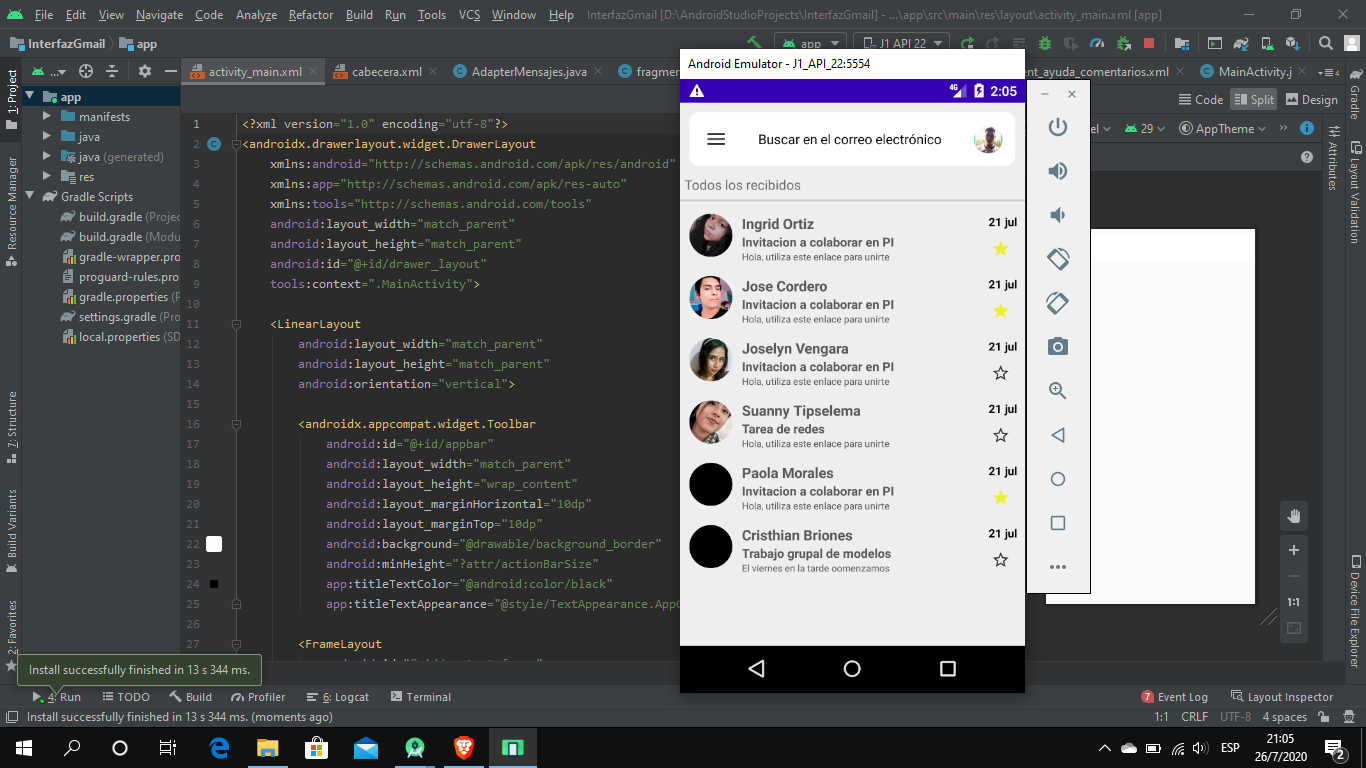 File Edit View Navigate Code Analyze Refactor Build Run Tools VCS Window Help InterfazGmail [D:\AndroidStudioProjects\InterfazGmail] - ...\app\src\main\res\layout\activity_main.xml [app]
InterfazGmail app
app J1 API 22
Android Emulator - J1_API_22:5554
1: Project
Resource Manager
7: Structure
Build Variants
2: Favorites
...
activity_main.xml
cabecera.xml
AdapterMensajes.java
ent_ayuda_comentarios.xml
MainActivity.j
4
Code Split Design
29 AppTheme
app
manifests
java
java (generated)
res
Gradle Scripts
build.gradle (Projec
build.gradle (Modu
gradle-wrapper.pro
proguard-rules.pro
gradle.properties
settings.gradle (Pro
local.properties (SD
1 <?xml version="1.0" encoding="utf-8"?>
2 <androidx.drawerlayout.widget.DrawerLayout
3 xmlns:android="http://schemas.android.com/apk/res/android"
4 xmlns:app="http://schemas.android.com/apk/res-auto"
5 xmlns:tools="http://schemas.android.com/tools"
6 android:layout_width="match_parent"
7 android:layout_height="match_parent"
8 android:id="@+id/drawer_layout"
9 tools:context=".MainActivity">
10
11 <LinearLayout
12 android:layout_width="match_parent"
13 android:layout_height="match_parent"
14 android:orientation="vertical">
15
16 <androidx.appcompat.widget.Toolbar
17 android:id="@+id/appbar"
18 android:layout_width="match_parent"
19 android:layout_height="wrap_content"
20 android:layout_marginHorizontal="10dp"
21 android:layout_marginTop="10dp"
22 android:background="@drawable/background_border"
23 android:minHeight="?attr/actionBarSize"
24 app:titleTextColor="@android:color/black"
25 app:titleTextAppearance="@style/TextAppearance.App
26
27 <FrameLayout
4G 2:05
Buscar en el correo electrónico
Todos los recibidos
Ingrid Ortiz 21 jul
Invitacion a colaborar en PI
Hola, utiliza este enlace para unirte
Jose Cordero 21 jul
Invitacion a colaborar en PI
Hola, utiliza este enlace para unirte
Joselyn Vengara 21 jul
Invitacion a colaborar en PI
Hola, utiliza este enlace para unirte
Suanny Tipselema 21 jul
Tarea de redes
Hola, utiliza este enlace para unirte
Paola Morales 21 jul
Invitacion a colaborar en PI
Hola, utiliza este enlace para unirte
Cristhian Briones 21 jul
Trabajo grupal de modelos
El viernes en la tarde oomenzamos
1:1
Gradle
Attributes
Layout Validation
Device File Explorer
Install successfully finished in 13 s 344 ms.
4: Run TODO Build Profiler 6: Logcat Terminal 7 Event Log Layout Inspector
Install successfully finished in 13 s 344 ms. (moments ago) 1:1 CRLF UTF-8 4 spaces
ESP
21:05
26/7/2020
2